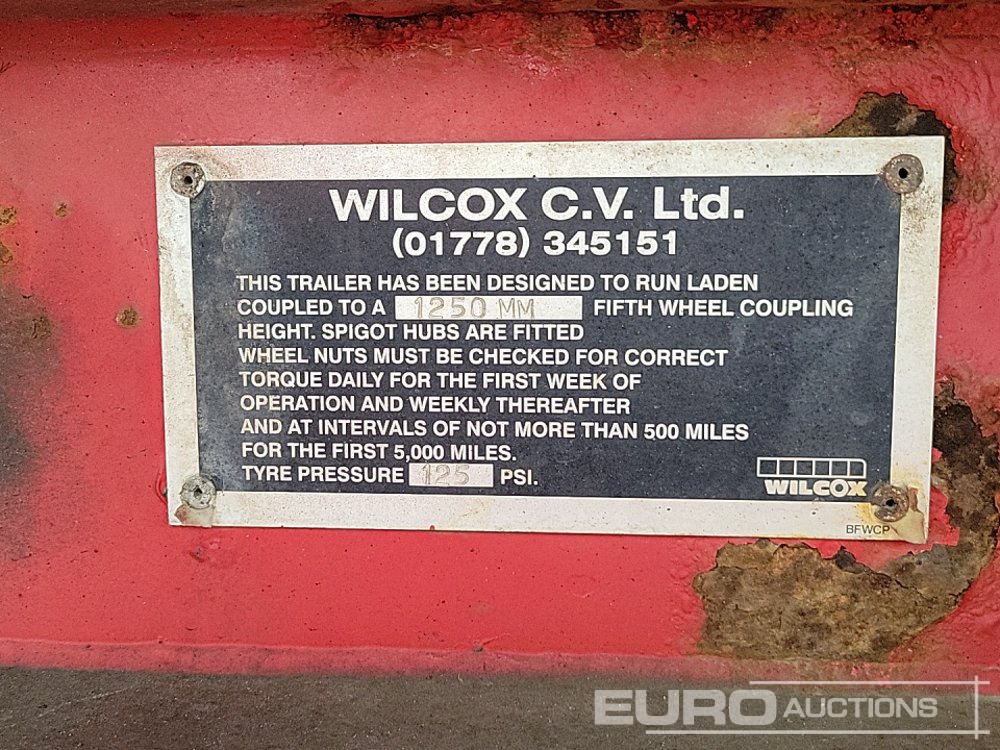 WILCOX C.V. Ltd.
(01778) 345151
THIS TRAILER HAS BEEN DESIGNED TO RUN LADEN
COUPLED TO A 1250 MM FIFTH WHEEL COUPLING
HEIGHT. SPIGOT HUBS ARE FITTED
WHEEL NUTS MUST BE CHECKED FOR CORRECT
TORQUE DAILY FOR THE FIRST WEEK OF
OPERATION AND WEEKLY THEREAFTER
AND AT INTERVALS OF NOT MORE THAN 500 MILES
FOR THE FIRST 5,000 MILES.
TYRE PRESSURE 125 PSI.
WILCOX
BFWCP
EURO AUCTIONS